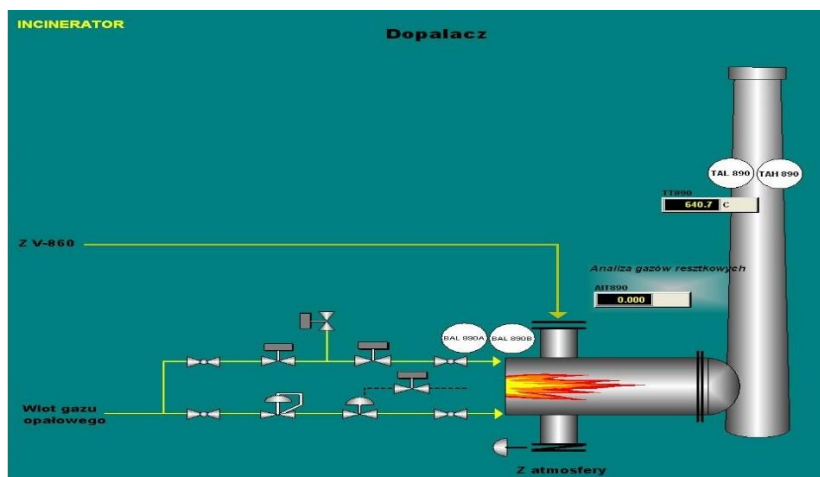 INCINERATOR
Dopalacz
TAL 890
TAH 890
TT890
640.7 C
Z V-860
Analiza gazów resztkowych
AIT890
0.000
BAL 890A
BAL 890B
Wlot gazu
opałowego
Z atmosfery